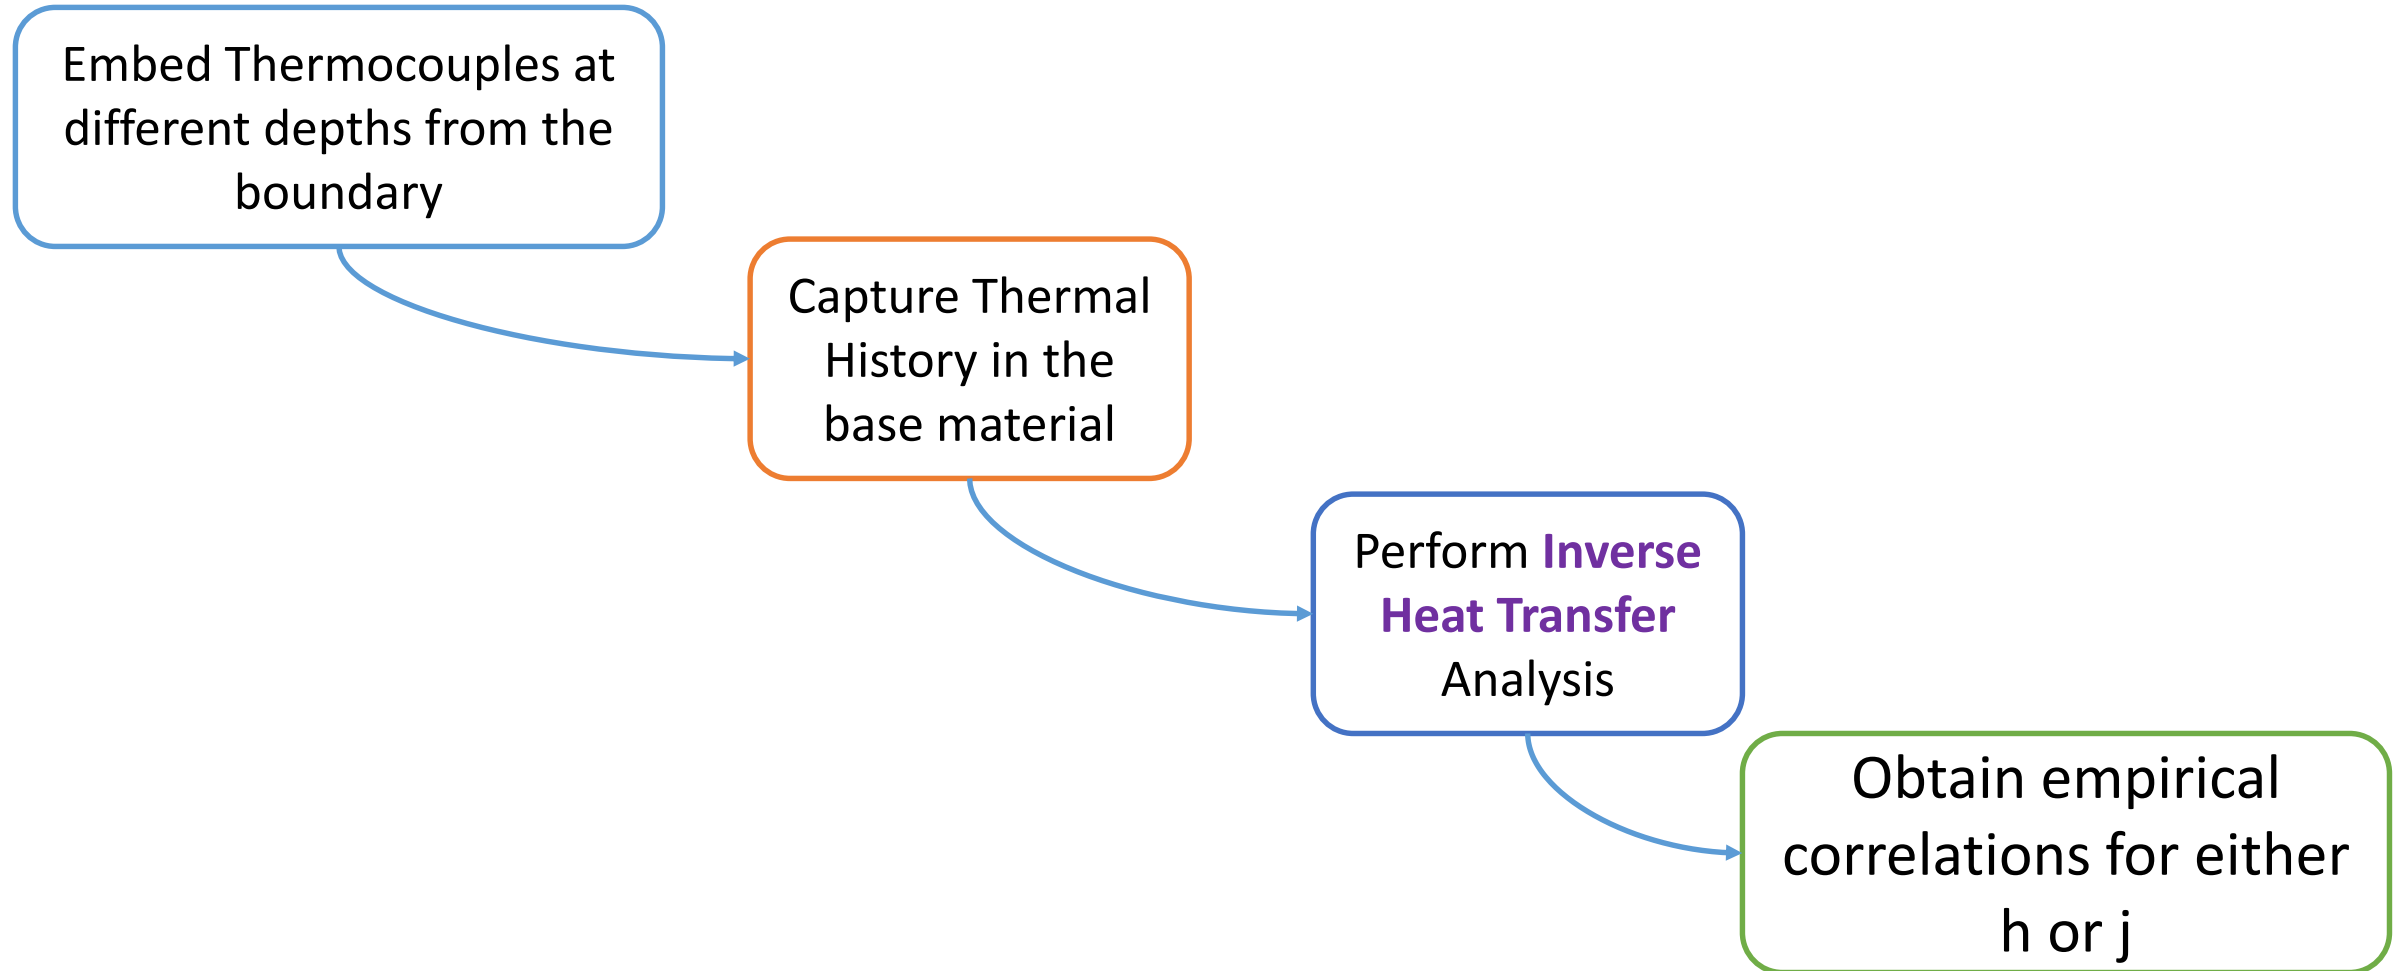 Embed Thermocouples at
different depths from the
boundary
Capture Thermal
History in the
base material
Perform Inverse
Heat Transfer
Analysis
Obtain empirical
correlations for either
h or j